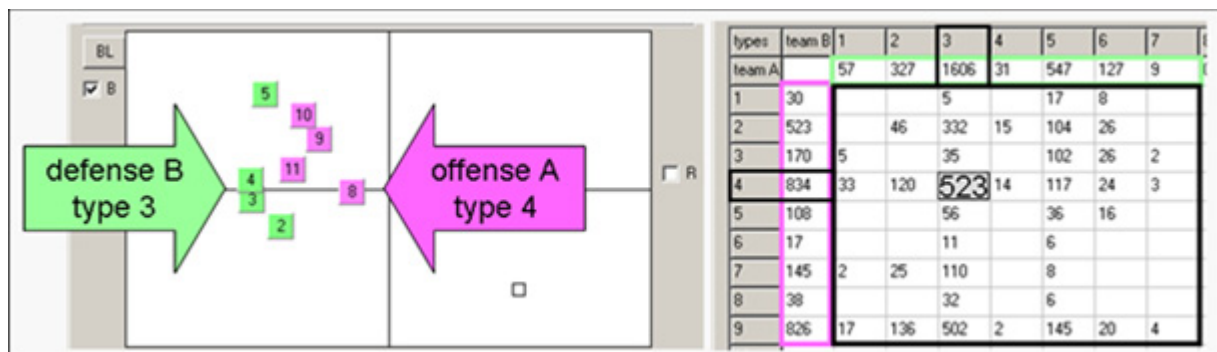 BL
B
5
10
9
11
4
3
8
2
defense B
type 3
offense A
type 4
R
types team B 1 2 3 4 5 6 7
team A 57 327 1606 31 547 127 9
1 30 5 17 8
2 523 46 332 15 104 26
3 170 5 35 102 26 2
4 834 33 120 523 14 117 24 3
5 108 56 36 16
6 17 11 6
7 145 2 25 110 8
8 38 32 6
9 826 17 136 502 2 145 20 4